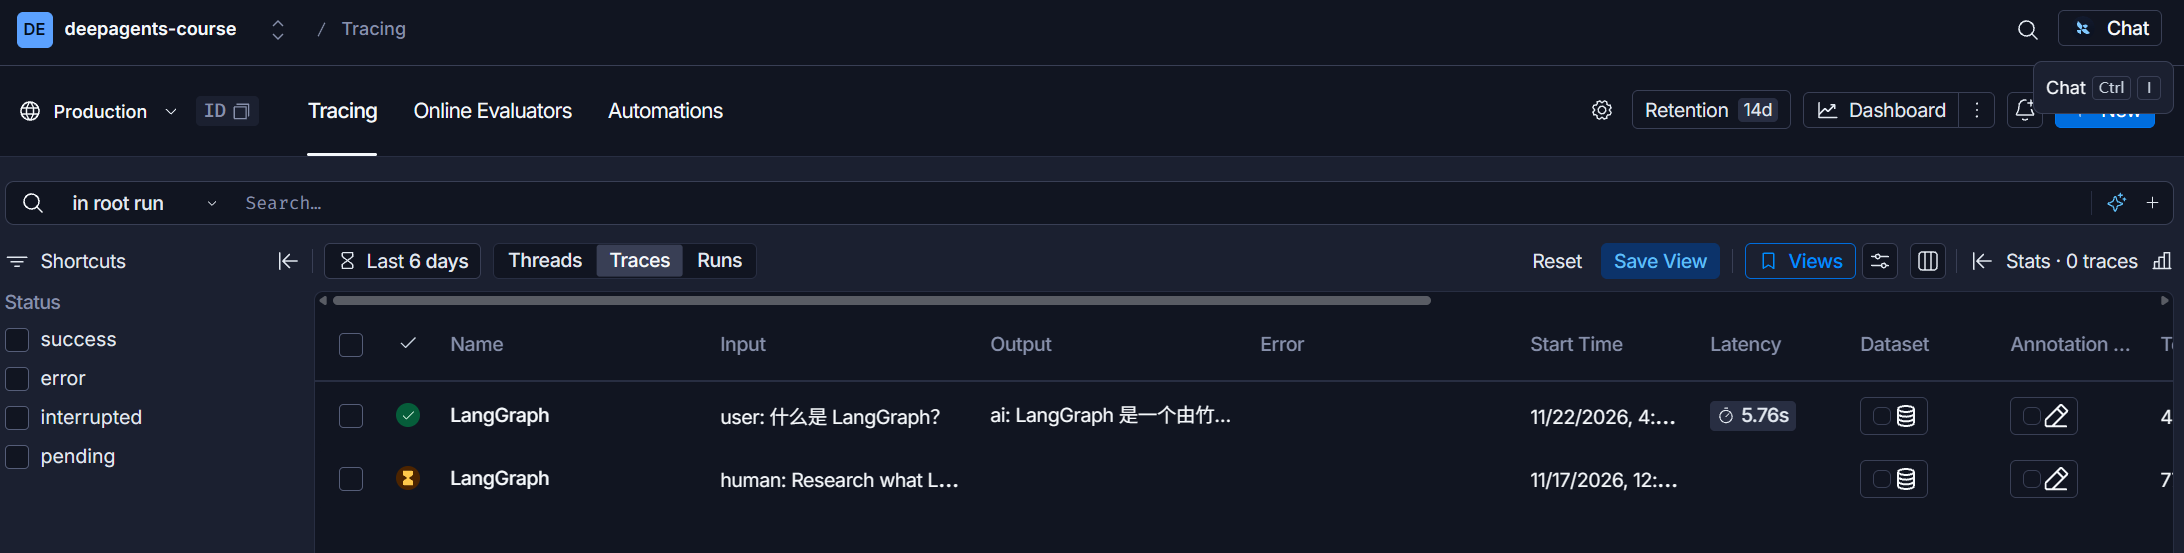 DE deepagents-course / Tracing Chat
Chat Ctrl I
Production ID Tracing Online Evaluators Automations Retention 14d Dashboard
in root run Search...
Shortcuts Last 6 days Threads Traces Runs Reset Save View Views Stats · 0 traces
Status
success
error
interrupted
pending
Name Input Output Error Start Time Latency Dataset Annotation ...
LangGraph user: 什么是 LangGraph? ai: LangGraph 是一个由竹... 11/22/2026, 4:... 5.76s 4
LangGraph human: Research what L... 11/17/2026, 12:... 7